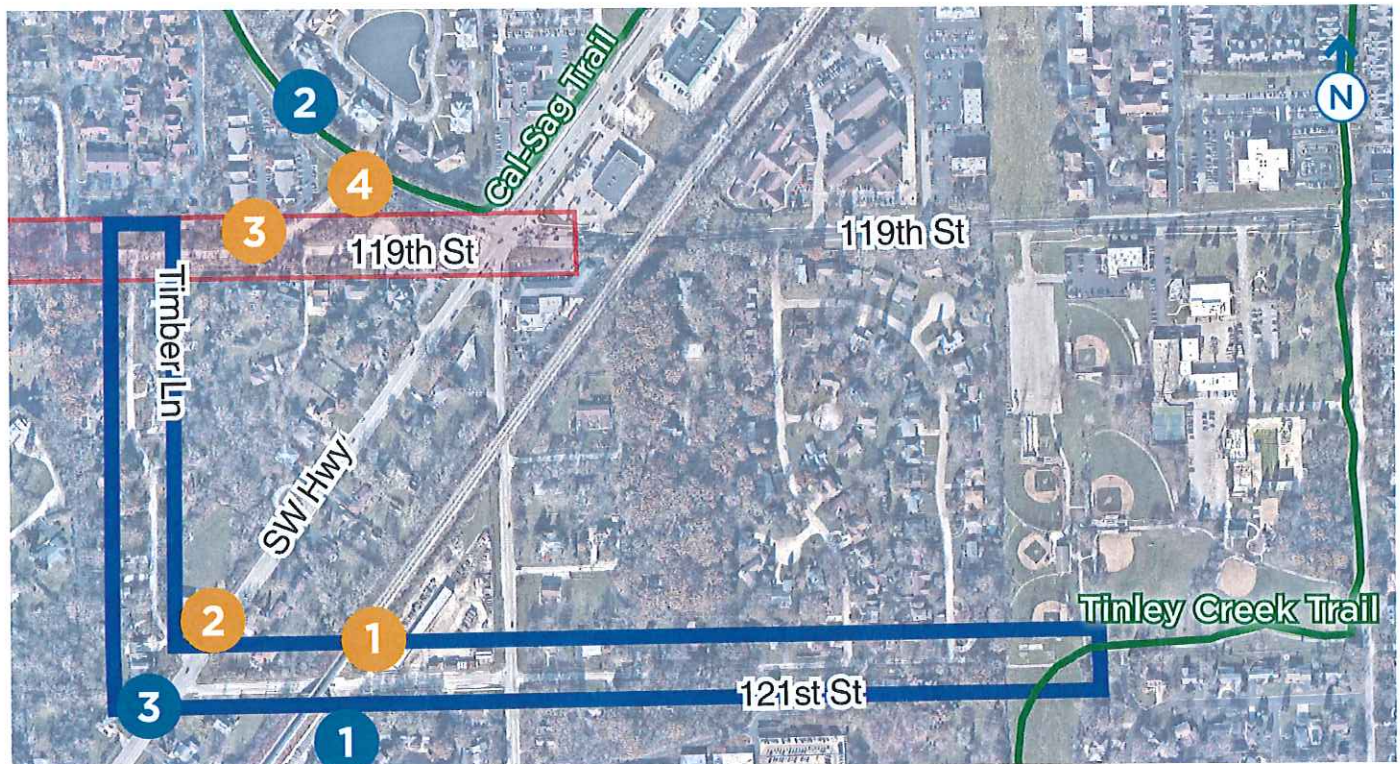 N
2
Cal-Sag Trail
4
3
119th St
119th St
Timber Ln
SW Hwy
2
1
Tinley Creek Trail
3
121st St
1